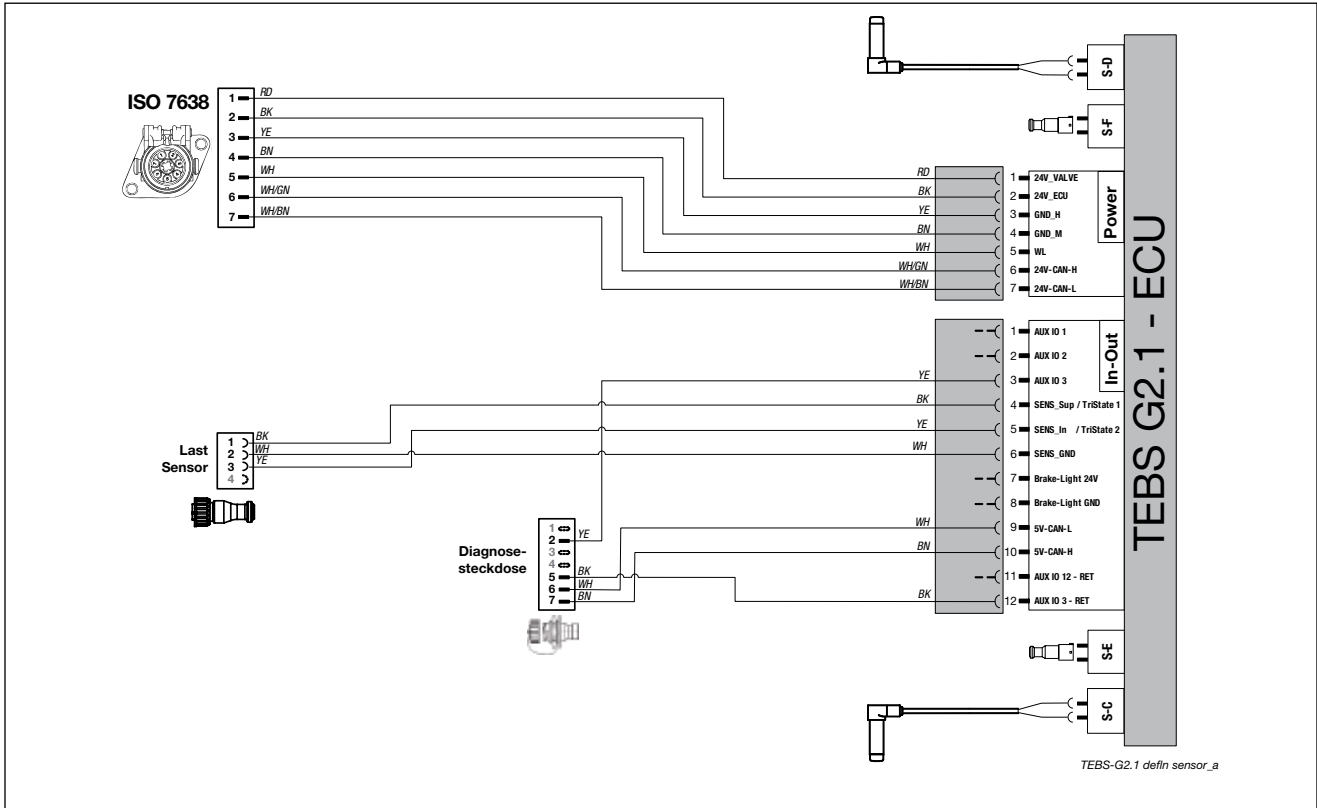 ISO 7638
1 RD
2 BK
3 YE
4 BN
5 WH
6 WH/GN
7 WH/BN
S-D
S-F
RD 1 24V_VALVE
BK 2 24V_ECU
YE 3 GND_H
BN 4 GND_M
WH 5 WL
WH/GN 6 24V-CAN-H
WH/BN 7 24V-CAN-L
Power
TEBS G2.1 - ECU
1 AUX IO 1
2 AUX IO 2
YE 3 AUX IO 3
BK 4 SENS_Sup / TriState 1
YE 5 SENS_In / TriState 2
WH 6 SENS_GND
7 Brake-Light 24V
8 Brake-Light GND
WH 9 5V-CAN-L
BN 10 5V-CAN-H
11 AUX IO 12 - RET
BK 12 AUX IO 3 - RET
In-Out
Last
Sensor
1 BK
2 WH
3 YE
4
Diagnose-
steckdose
1
2 YE
3
4
5 BK
6 WH
7 BN
S-E
S-C
TEBS-G2.1 defln sensor_a